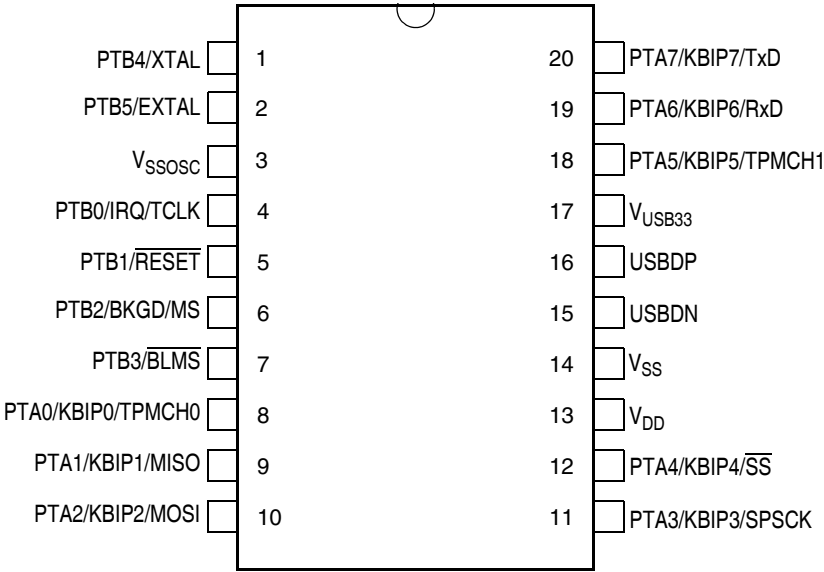 PTB4/XTAL 1 20 PTA7/KBIP7/TxD
PTB5/EXTAL 2 19 PTA6/KBIP6/RxD
VSSOSC 3 18 PTA5/KBIP5/TPMCH1
PTB0/IRQ/TCLK 4 17 VUSB33
PTB1/RESET 5 16 USBDP
PTB2/BKGD/MS 6 15 USBDN
PTB3/BLMS 7 14 VSS
PTA0/KBIP0/TPMCH0 8 13 VDD
PTA1/KBIP1/MISO 9 12 PTA4/KBIP4/SS
PTA2/KBIP2/MOSI 10 11 PTA3/KBIP3/SPSCK